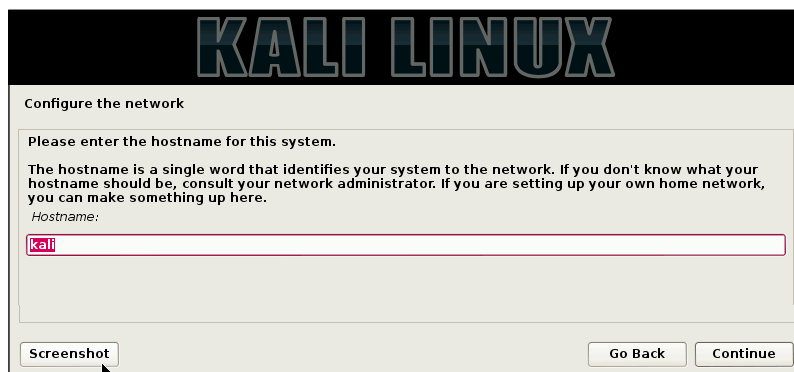 KALI LINUX
Configure the network
Please enter the hostname for this system.
The hostname is a single word that identifies your system to the network. If you don't know what your
hostname should be, consult your network administrator. If you are setting up your own home network,
you can make something up here.
Hostname:
kali
Screenshot
Go Back
Continue